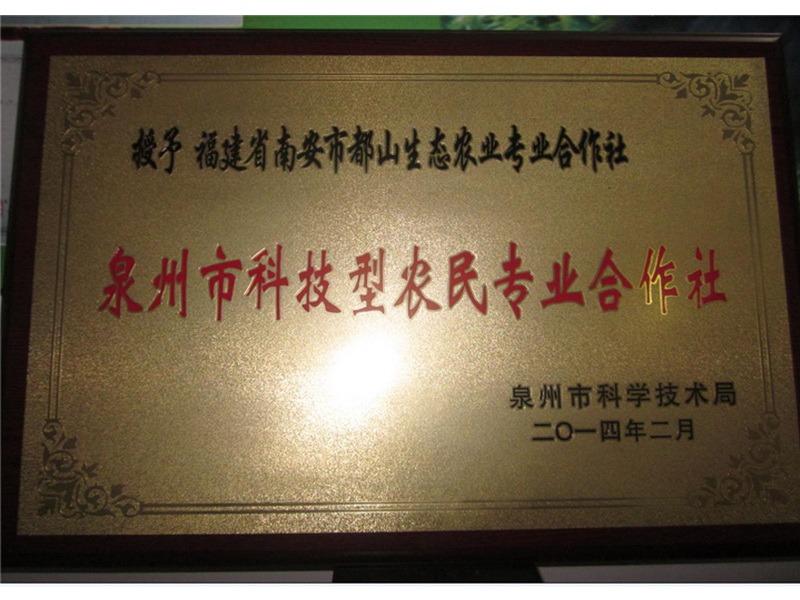 授予 福建省南安市都山生态农业专业合作社
泉州市科技型农民专业合作社
泉州市科学技术局
二〇一四年二月